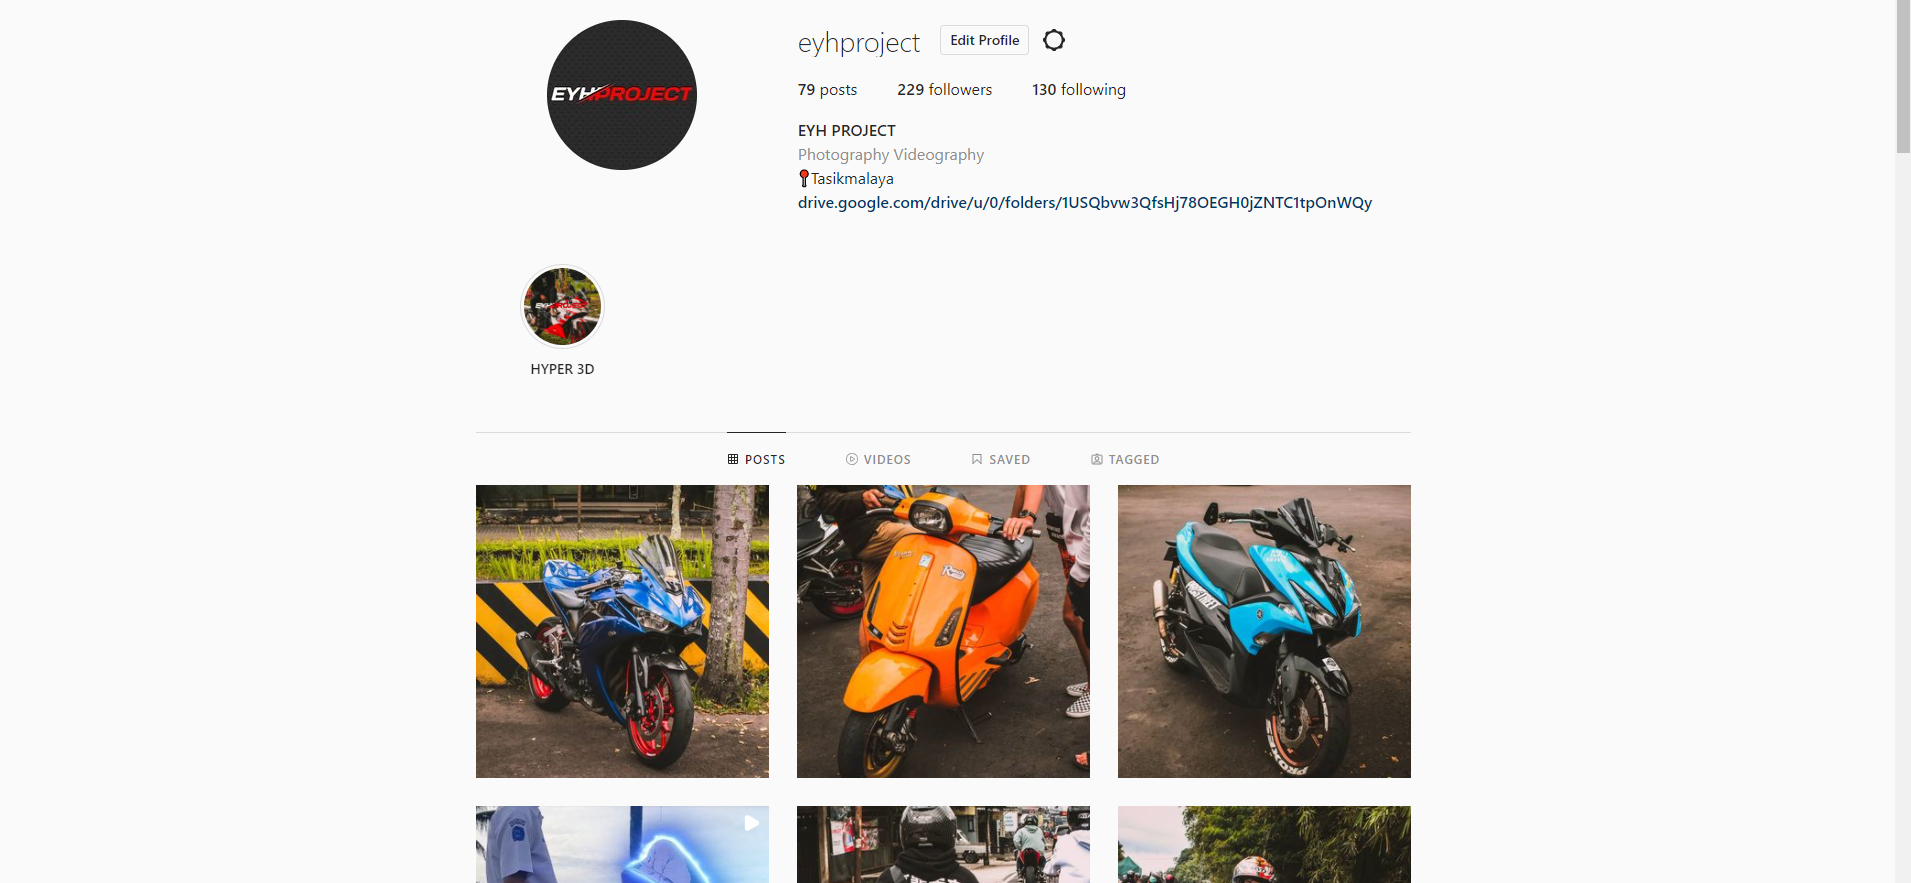 EYHPROJECT
eyhproject
Edit Profile
79 posts
229 followers
130 following
EYH PROJECT
Photography Videography
Tasikmalaya
drive.google.com/drive/u/0/folders/1USQbvw3QfsHj78OEGH0jZNTC1tpOnWQy
EYHPROJECT
HYPER 3D
POSTS
VIDEOS
SAVED
TAGGED